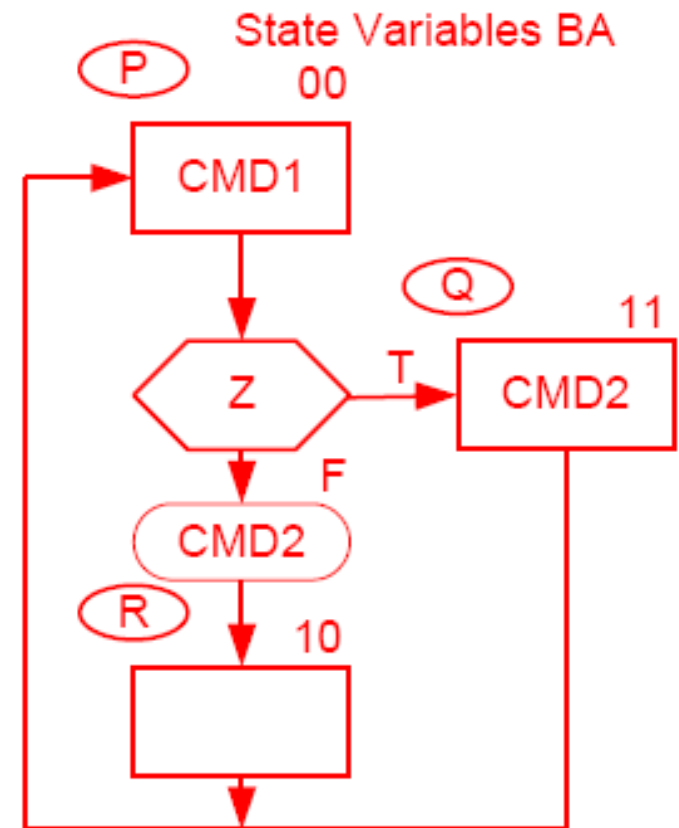 State Variables BA
P
00
CMD1
Q
11
Z
T
CMD2
F
CMD2
R
10